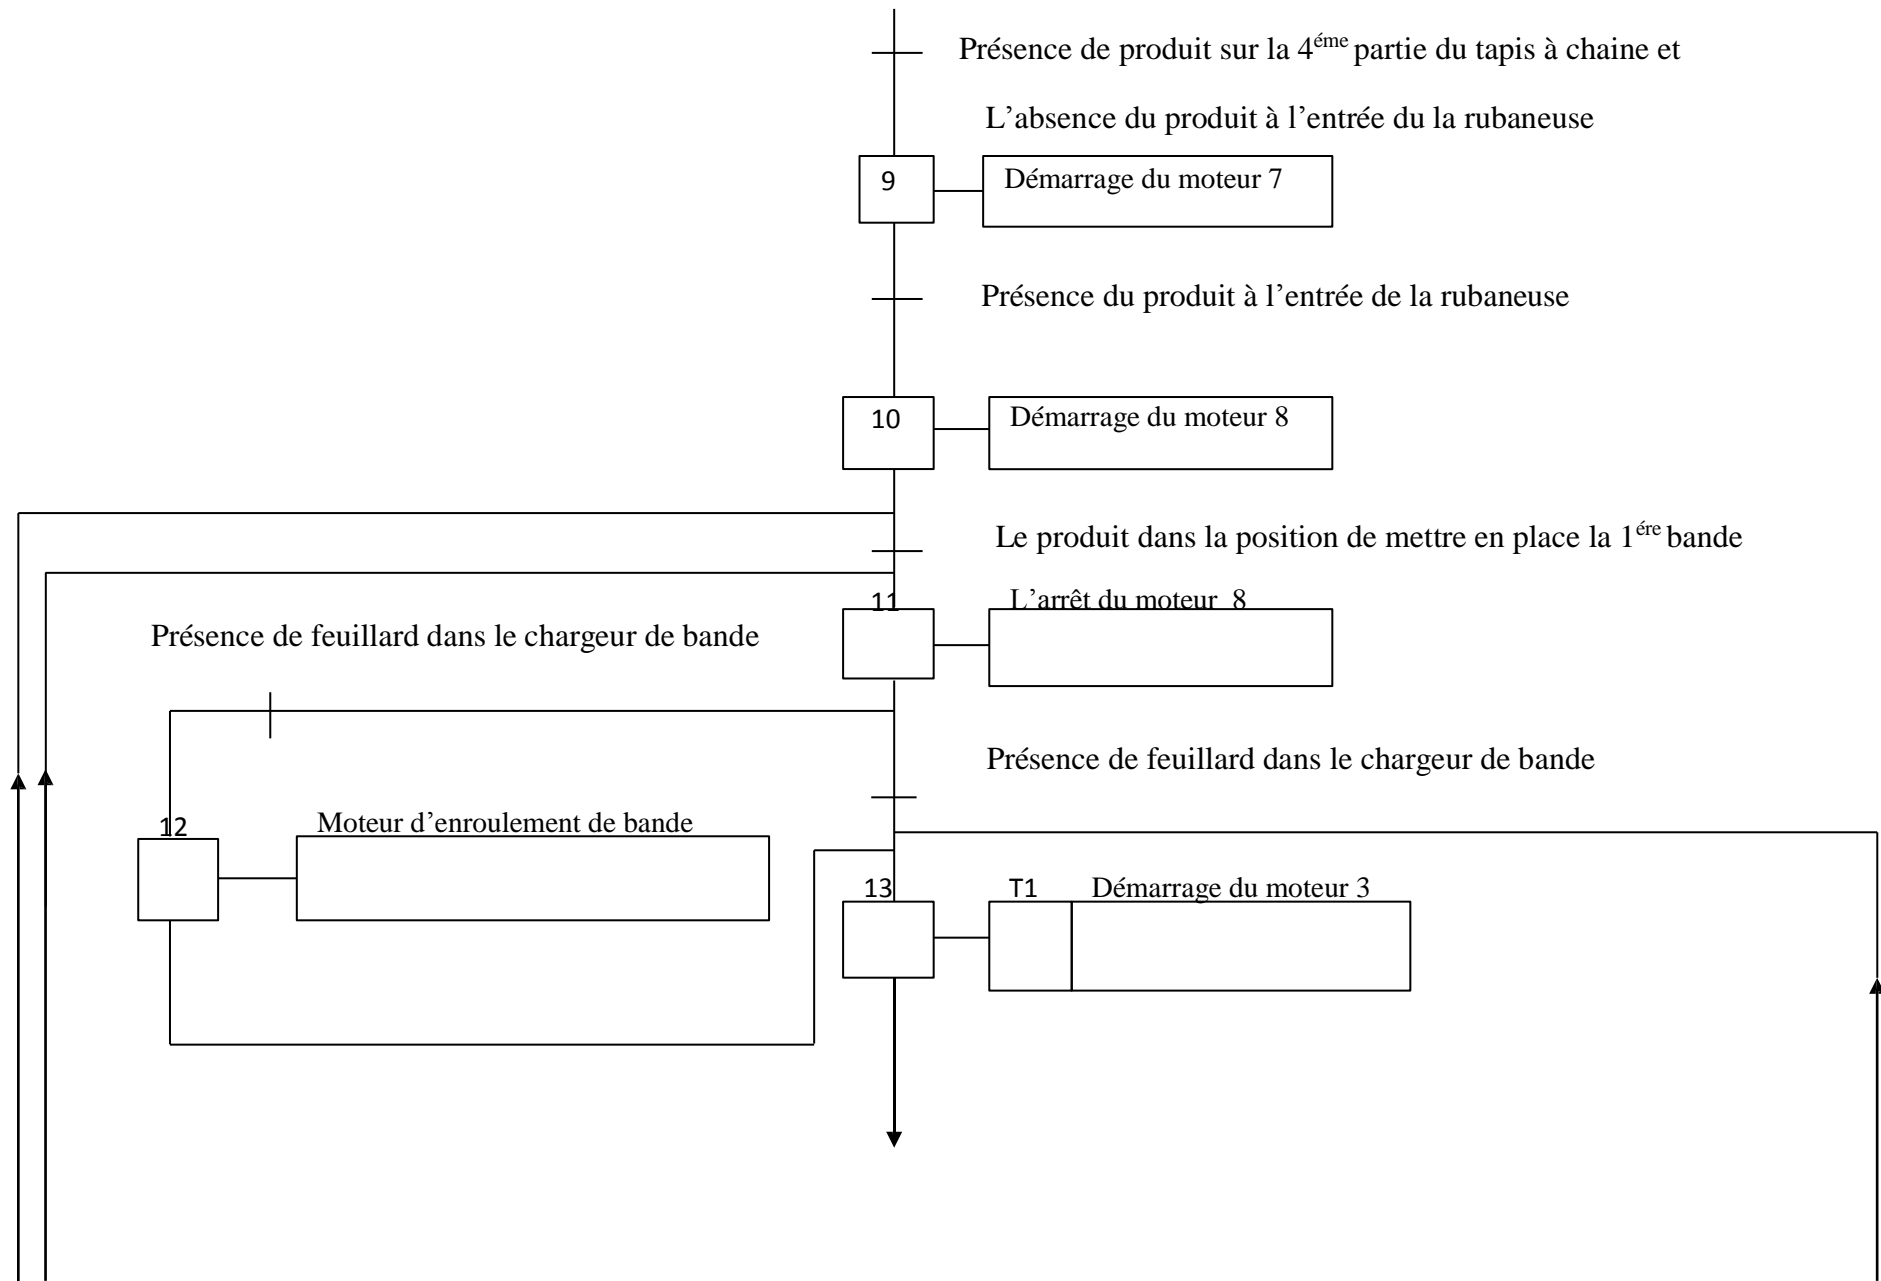 Présence de produit sur la 4éme partie du tapis à chaine et
L’absence du produit à l’entrée du la rubaneuse
9
Démarrage du moteur 7
Présence du produit à l’entrée de la rubaneuse
10
Démarrage du moteur 8
Le produit dans la position de mettre en place la 1ére bande
11
L’arrêt du moteur 8
Présence de feuillard dans le chargeur de bande
Présence de feuillard dans le chargeur de bande
12
Moteur d’enroulement de bande
13
T1
Démarrage du moteur 3